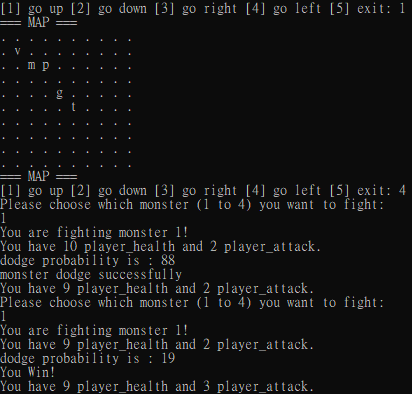 [1] go up [2] go down [3] go right [4] go left [5] exit: 1
=== MAP ===
. . . . . . . . . .
. v . . . . . . . .
. . m p . . . . . .
. . . . . . . . . .
. . . . g . . . . .
. . . . . t . . . .
. . . . . . . . . .
. . . . . . . . . .
. . . . . . . . . .
. . . . . . . . . .
=== MAP ===
[1] go up [2] go down [3] go right [4] go left [5] exit: 4
Please choose which monster (1 to 4) you want to fight:
1
You are fighting monster 1!
You have 10 player_health and 2 player_attack.
dodge probability is : 88
monster dodge successfully
You have 9 player_health and 2 player_attack.
Please choose which monster (1 to 4) you want to fight:
1
You are fighting monster 1!
You have 9 player_health and 2 player_attack.
dodge probability is : 19
You Win!
You have 9 player_health and 3 player_attack.